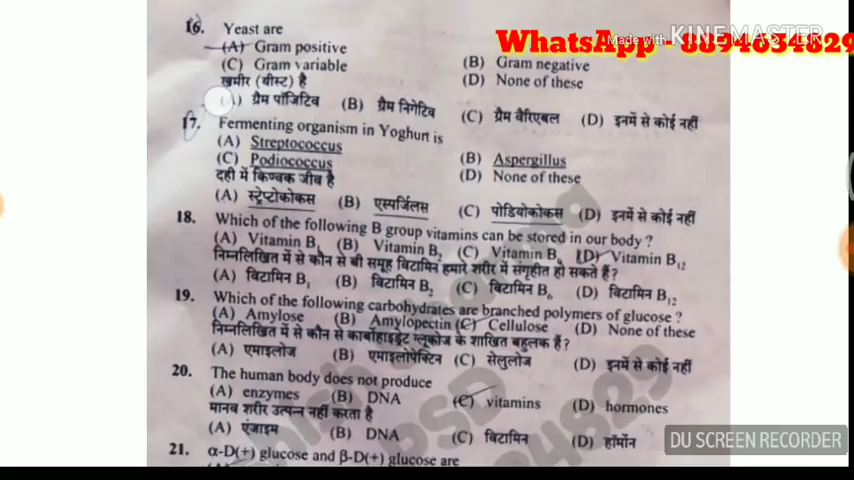 16. Yeast are
(A) Gram positive
(B) Gram negative
(C) Gram variable
(D) None of these
खमीर (यीस्ट) है
(A) ग्रैम पॉजिटिव (B) ग्रैम निगेटिव (C) ग्रैम वैरिएबल (D) इनमें से कोई नहीं
17. Fermenting organism in Yoghurt is
(A) Streptococcus
(B) Aspergillus
(C) Podiococcus
(D) None of these
दही में किण्वक जीव है
(A) स्ट्रेप्टोकोकस (B) एस्पर्जिलस (C) पोडियोकोकस (D) इनमें से कोई नहीं
18. Which of the following B group vitamins can be stored in our body ?
(A) Vitamin B1 (B) Vitamin B2 (C) Vitamin B6 (D) Vitamin B12
निम्नलिखित में से कौन से बी समूह विटामिन हमारे शरीर में संगृहीत हो सकते हैं?
(A) विटामिन B1 (B) विटामिन B2 (C) विटामिन B6 (D) विटामिन B12
19. Which of the following carbohydrates are branched polymers of glucose ?
(A) Amylose (B) Amylopectin (C) Cellulose (D) None of these
निम्नलिखित में से कौन से कार्बोहाइड्रेट ग्लूकोज के शाखित बहुलक हैं?
(A) एमाइलोज (B) एमाइलोपेक्टिन (C) सेलुलोज (D) इनमें से कोई नहीं
20. The human body does not produce
(A) enzymes (B) DNA (C) vitamins (D) hormones
मानव शरीर उत्पन्न नहीं करता है
(A) एंजाइम (B) DNA (C) विटामिन (D) हॉर्मोन
21. α-D(+) glucose and β-D(+) glucose are
WhatsApp - 8894634829
Made with KINEMASTER
DU SCREEN RECORDER